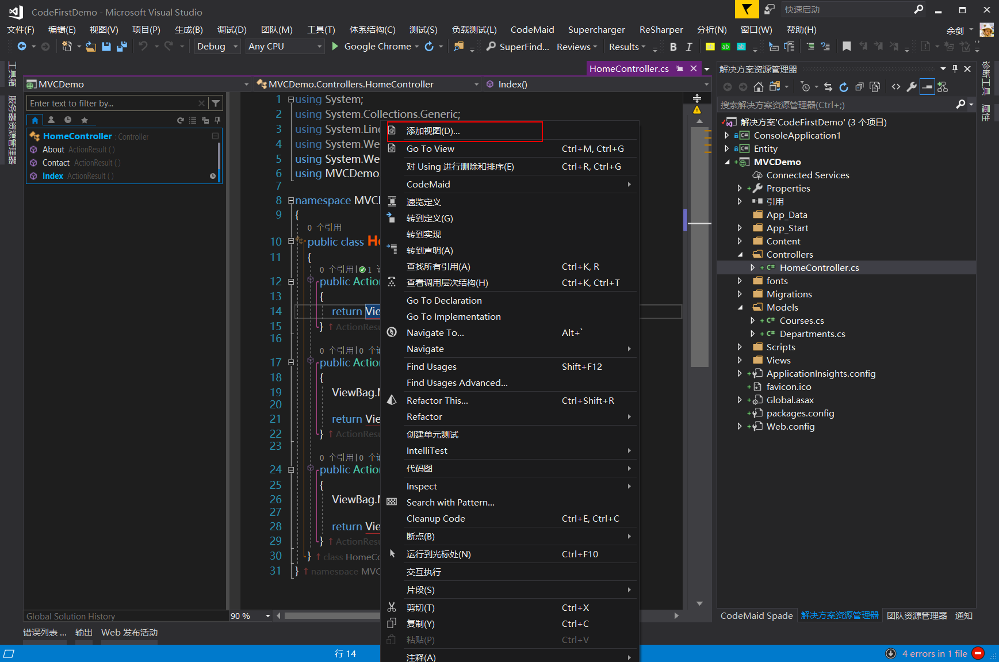 CodeFirstDemo - Microsoft Visual Studio
快速启动
文件(F) 编辑(E) 视图(V) 项目(P) 生成(B) 调试(D) 团队(M) 工具(T) 体系结构(C) 测试(S) 负载测试(L) CodeMaid Supercharger ReSharper 分析(N) 窗口(W) 帮助(H)
余剑
Debug Any CPU Google Chrome SuperFind... Reviews Results B I
工具箱
服务器资源管理器
HomeController.cs
MVCDemo
MVCDemo.Controllers.HomeController
Index()
Enter text to filter by...
HomeController : Controller
About ActionResult ( )
Contact ActionResult ( )
Index ActionResult ( )
Global Solution History
1 using System;
2 using System.Collections.Generic;
3 using System.Linq
4 using System.We
5 using System.We
6 using MVCDemo.
7
8 namespace MVCD
9 {
0 个引用
10 public class Ho
11 {
0 个引用|1
12 public Action
13 {
14 return Vie
15 } ↑ ActionResu
16
0 个引用|0 个
17 public Action
18 {
19 ViewBag.M
20
21 return Vie
22 } ↑ ActionResu
23
0 个引用|0 个
24 public Action
25 {
26 ViewBag.M
27
28 return Vie
29 } ↑ ActionResu
30 } ↑ class HomeCo
31 } ↑ namespace MVC
90 %
添加视图(D)...
Go To View Ctrl+M, Ctrl+G
对 Using 进行删除和排序(E) Ctrl+R, Ctrl+G
CodeMaid
速览定义
转到定义(G)
转到实现
转到声明(A)
查找所有引用(A) Ctrl+K, R
查看调用层次结构(H) Ctrl+K, Ctrl+T
Go To Declaration
Go To Implementation
Navigate To... Alt+`
Navigate
Find Usages Shift+F12
Find Usages Advanced...
Refactor This... Ctrl+Shift+R
Refactor
创建单元测试
IntelliTest
代码图
Inspect
Search with Pattern...
Cleanup Code Ctrl+E, Ctrl+C
断点(B)
运行到光标处(N) Ctrl+F10
交互执行
片段(S)
剪切(T) Ctrl+X
复制(Y) Ctrl+C
粘贴(P) Ctrl+V
注释(A)
解决方案资源管理器
搜索解决方案资源管理器(Ctrl+;)
解决方案'CodeFirstDemo' (3 个项目)
ConsoleApplication1
Entity
MVCDemo
Connected Services
Properties
引用
App_Data
App_Start
Content
Controllers
HomeController.cs
fonts
Migrations
Models
Courses.cs
Departments.cs
Scripts
Views
ApplicationInsights.config
favicon.ico
Global.asax
packages.config
Web.config
CodeMaid Spade 解决方案资源管理器 团队资源管理器 通知
诊断工具
属性
错误列表 ... 输出 Web 发布活动
行 14
4 errors in 1 file